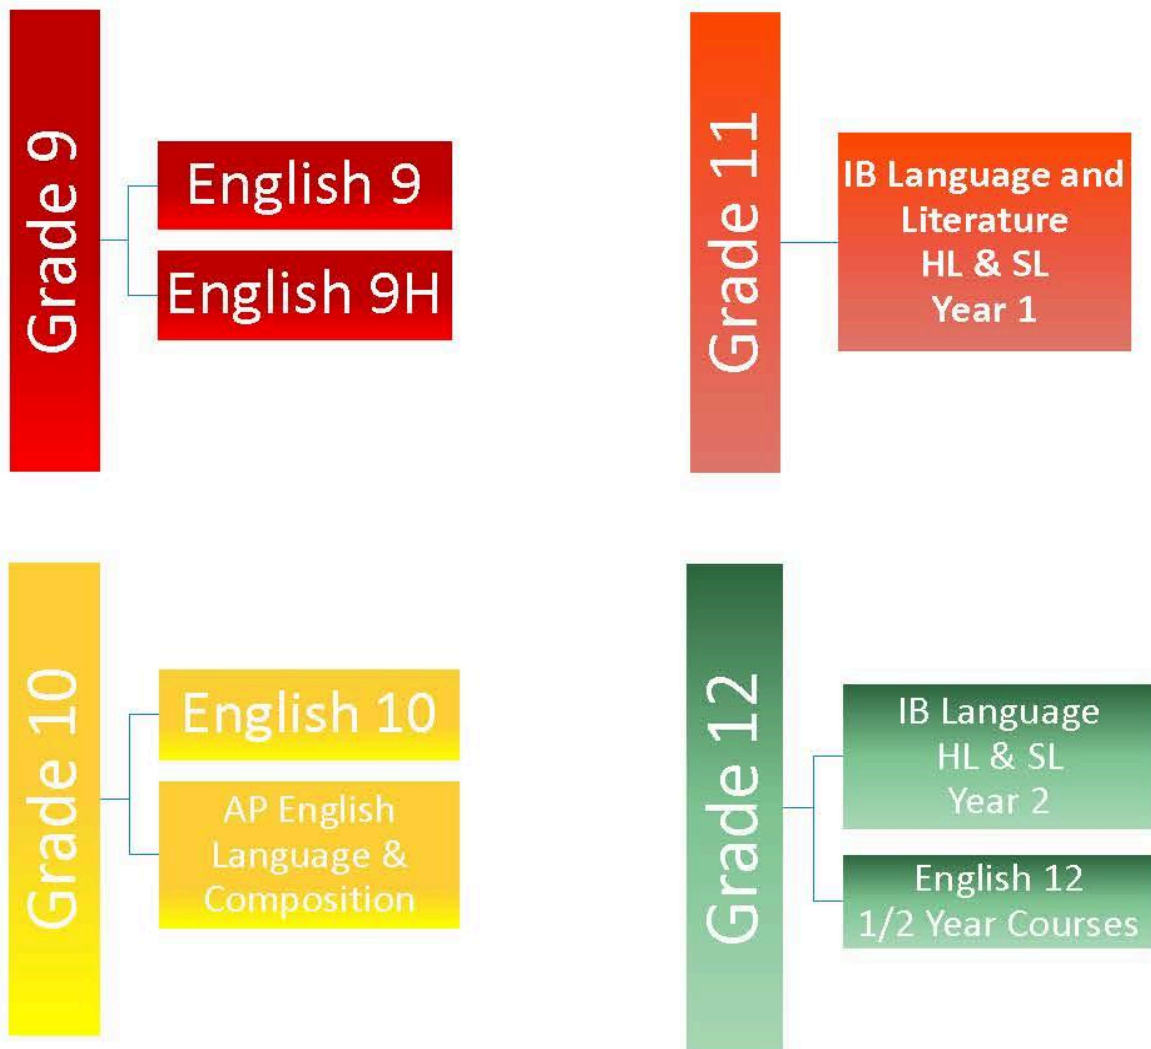 Grade 9
English 9
English 9H
Grade 10
English 10
AP English
Language &
Composition
Grade 11
IB Language and
Literature
HL & SL
Year 1
Grade 12
IB Language
HL & SL
Year 2
English 12
1/2 Year Courses